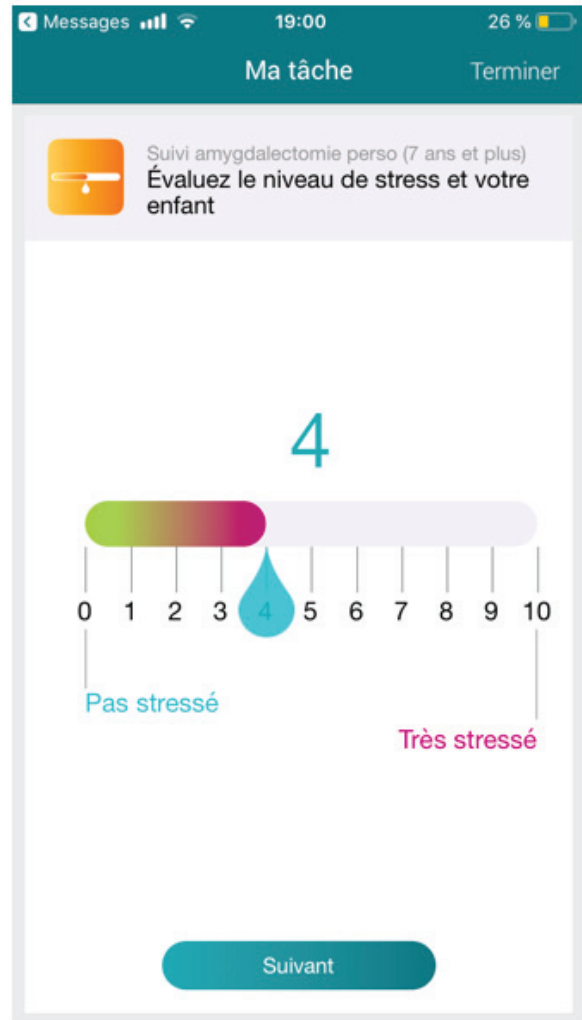 Messages 19:00 26 %
Ma tâche Terminer
Suivi amygdalectomie perso (7 ans et plus)
Évaluez le niveau de stress et votre
enfant
4
0 1 2 3 4 5 6 7 8 9 10
Pas stressé
Très stressé
Suivant